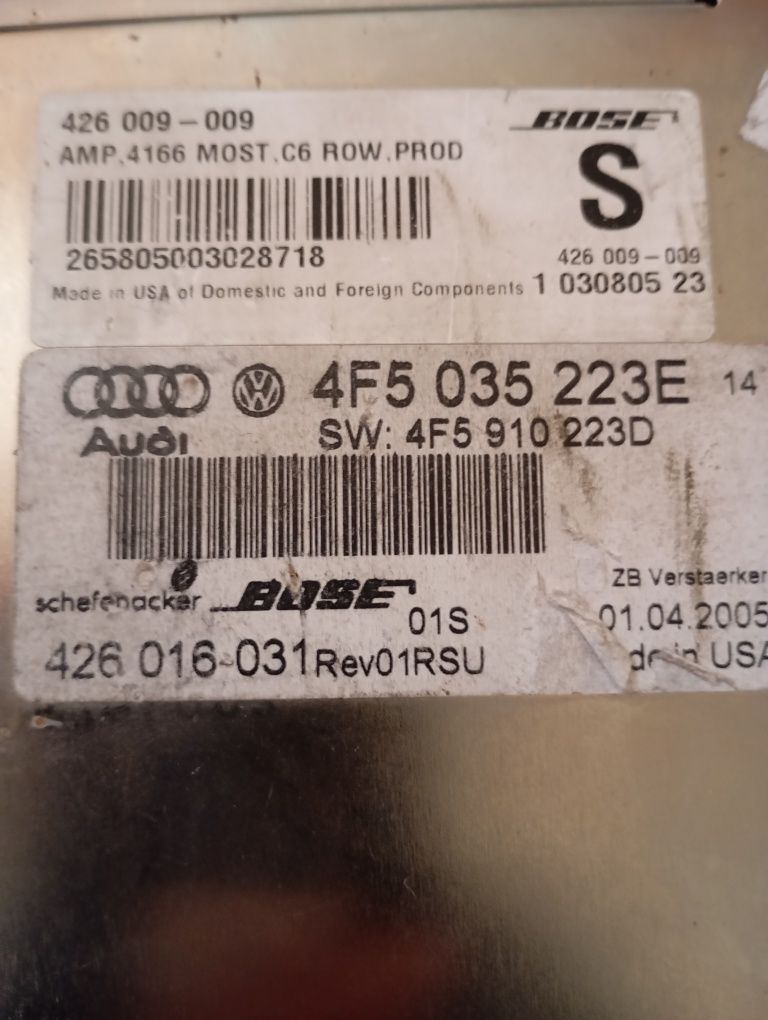 426 009-009
BOSE
AMP.4166 MOST.C6 ROW.PROD
S
265805003028718
426 009-009
Made in USA of Domestic and Foreign Components
1 030805 23
4F5 035 223E 14
Audi
SW: 4F5 910 223D
ZB Verstaerker
schefenacker BOSE
01S
01.04.2005
426 016-031 Rev01RSU
USA